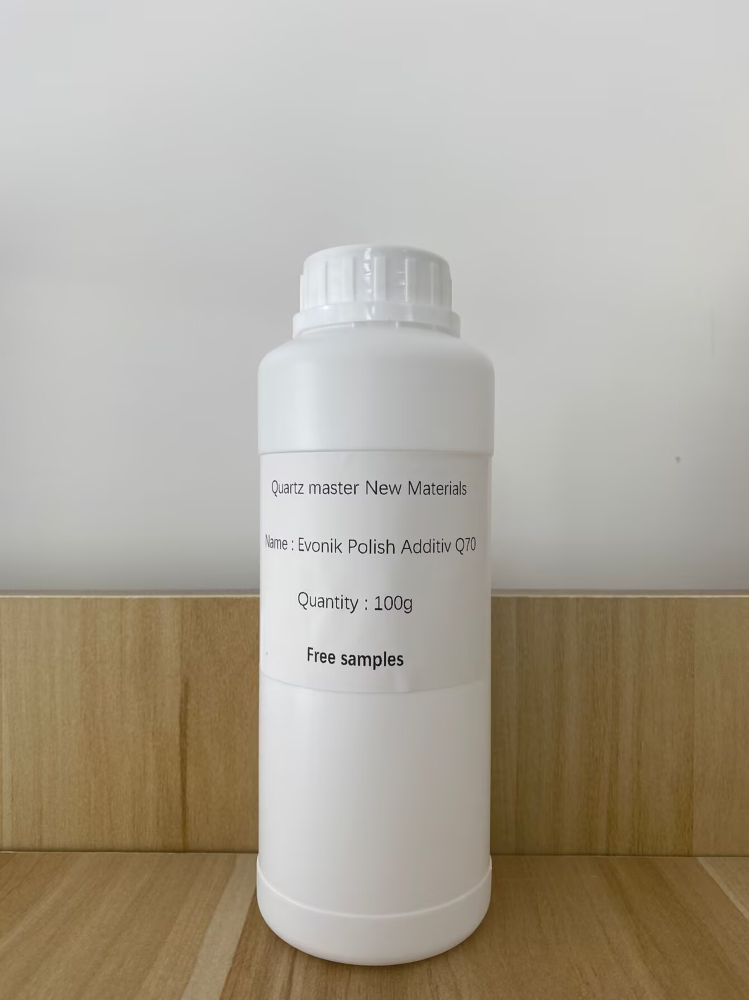 Quartz master New Materials
Name : Evonik Polish Additiv Q70
Quantity : 100g
Free samples